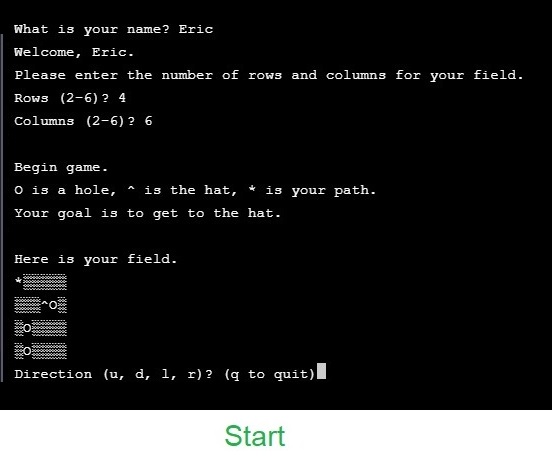 What is your name? Eric
Welcome, Eric.
Please enter the number of rows and columns for your field.
Rows (2-6)? 4
Columns (2-6)? 6
Begin game.
O is a hole, ^ is the hat, * is your path.
Your goal is to get to the hat.
Here is your field.
*░░░░░
░░░^O░
░O░░░░
░O░░░░
Direction (u, d, l, r)? (q to quit)
Start